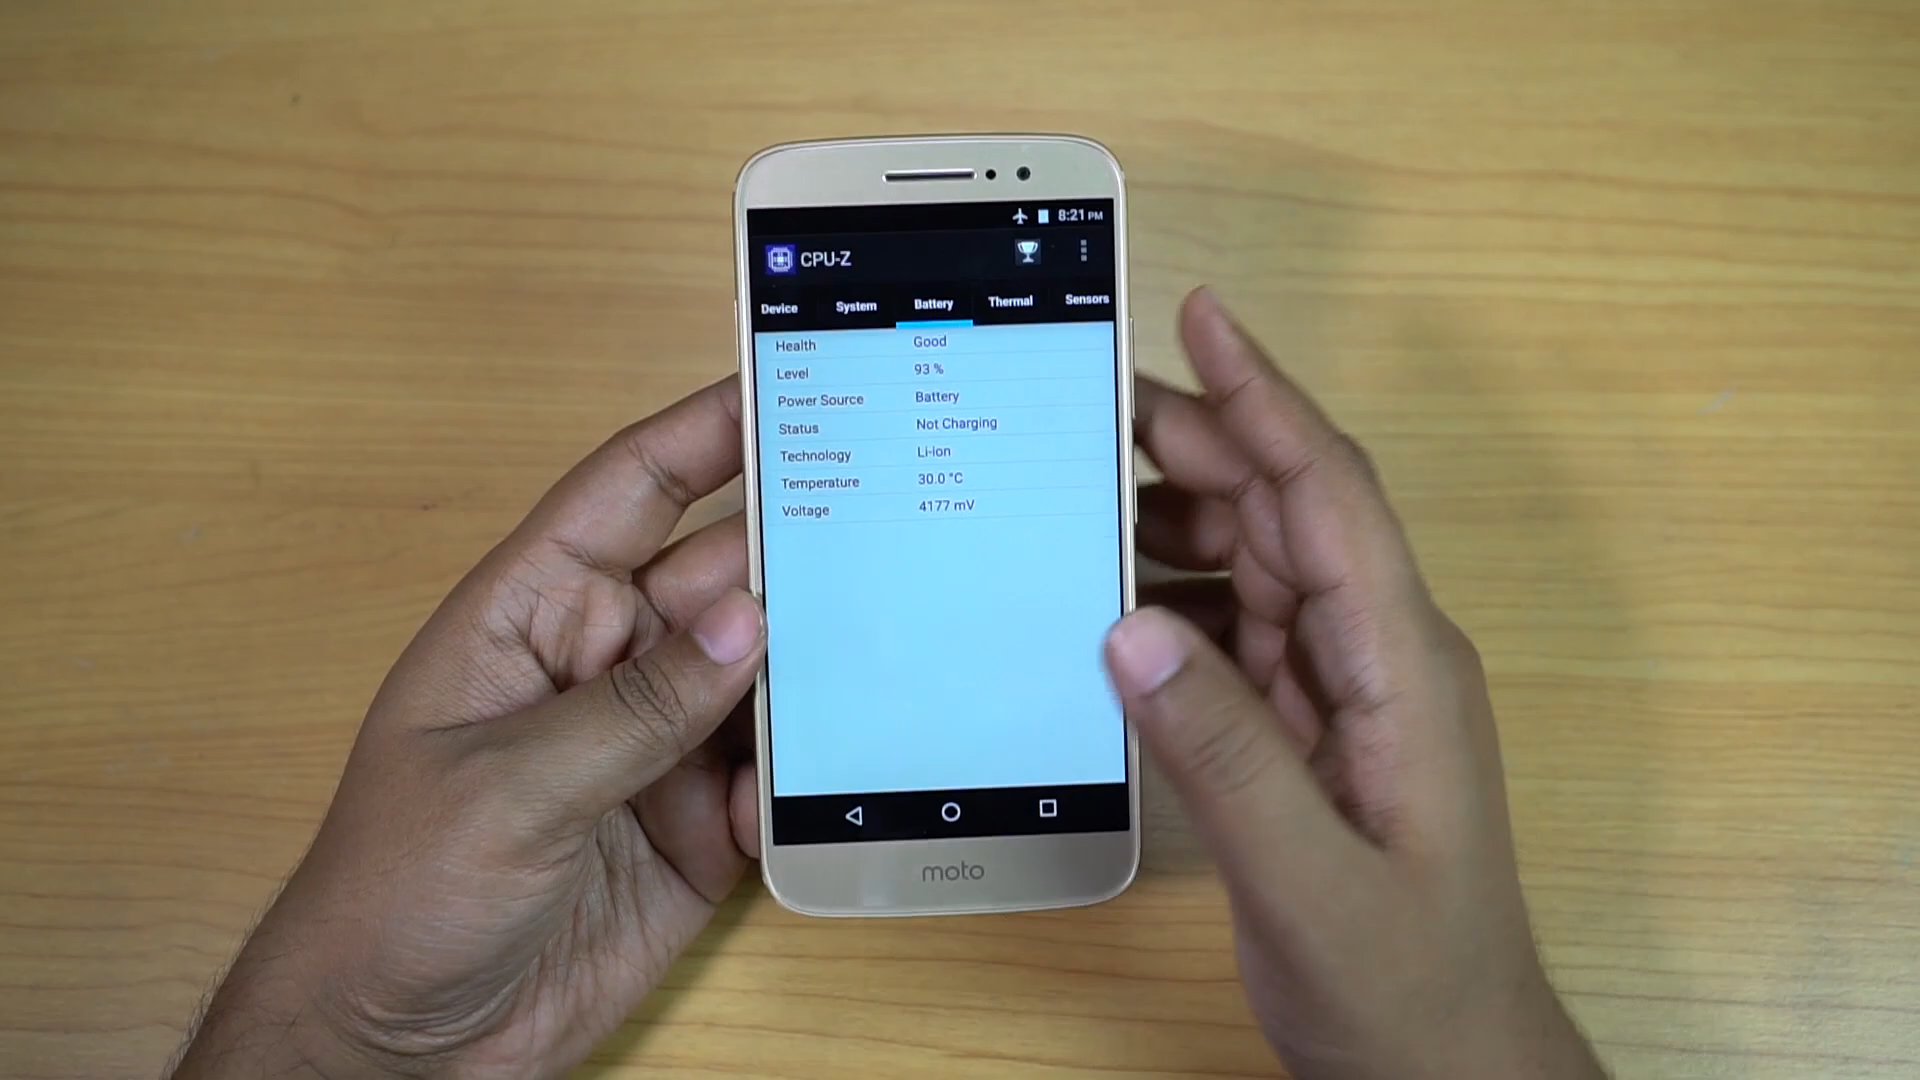 8:21 PM
CPU-Z
Device System Battery Thermal Sensors
Health Good
Level 93 %
Power Source Battery
Status Not Charging
Technology Li-ion
Temperature 30.0 °C
Voltage 4177 mV
moto